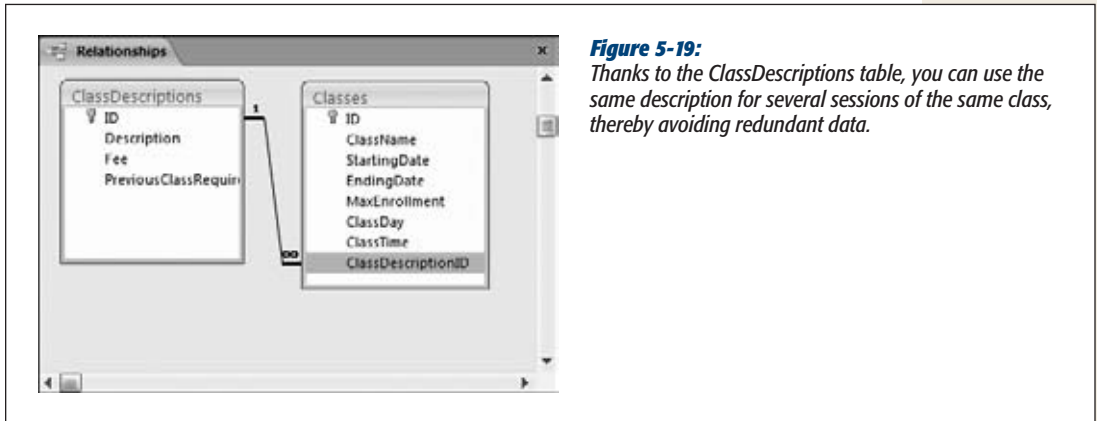 Relationships
ClassDescriptions
ID
Description
Fee
PreviousClassRequir
1
∞
Classes
ID
ClassName
StartingDate
EndingDate
MaxEnrollment
ClassDay
ClassTime
ClassDescriptionID
Figure 5-19:
Thanks to the ClassDescriptions table, you can use the
same description for several sessions of the same class,
thereby avoiding redundant data.